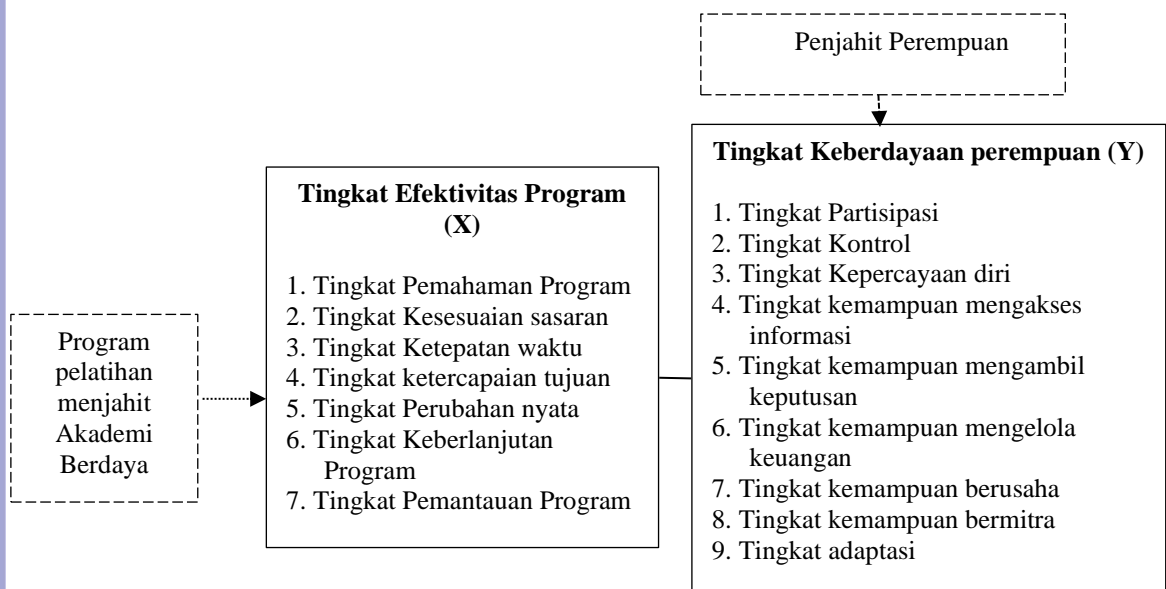 Penjahit Perempuan
Program
pelatihan
menjahit
Akademi
Berdaya
Tingkat Efektivitas Program
(X)
1. Tingkat Pemahaman Program
2. Tingkat Kesesuaian sasaran
3. Tingkat Ketepatan waktu
4. Tingkat ketercapaian tujuan
5. Tingkat Perubahan nyata
6. Tingkat Keberlanjutan
Program
7. Tingkat Pemantauan Program
Tingkat Keberdayaan perempuan (Y)
1. Tingkat Partisipasi
2. Tingkat Kontrol
3. Tingkat Kepercayaan diri
4. Tingkat kemampuan mengakses
informasi
5. Tingkat kemampuan mengambil
keputusan
6. Tingkat kemampuan mengelola
keuangan
7. Tingkat kemampuan berusaha
8. Tingkat kemampuan bermitra
9. Tingkat adaptasi